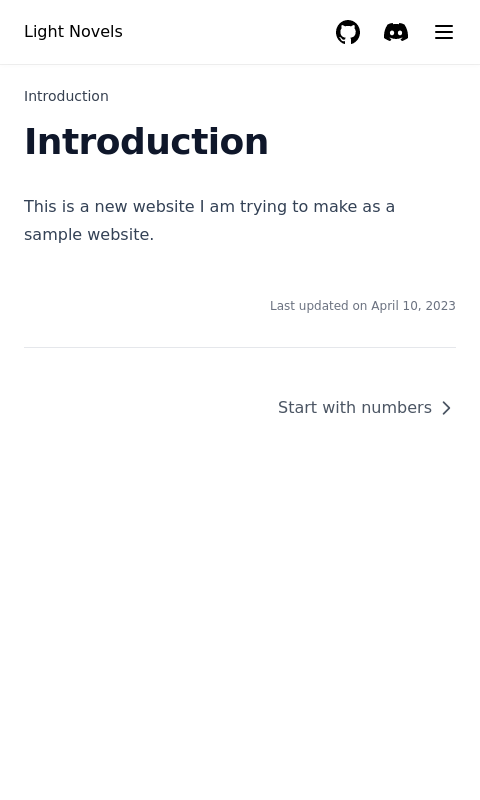 Light Novels
Introduction
Introduction
This is a new website I am trying to make as a
sample website.
Last updated on April 10, 2023
Start with numbers